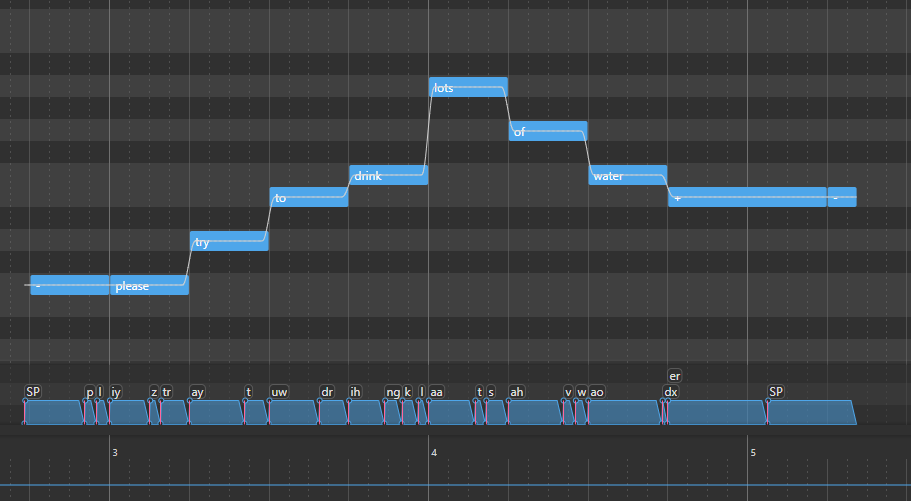 lots
of
drink
water
to
+
-
try
-
please
er
SP
p
l
iy
z
tr
ay
t
uw
dr
ih
ng
k
l
aa
t
s
ah
v
w
ao
dx
SP
3
4
5